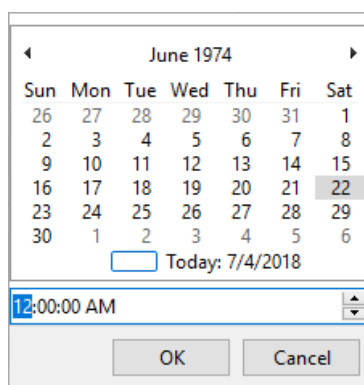 June 1974
Sun Mon Tue Wed Thu Fri Sat
26 27 28 29 30 31 1
2 3 4 5 6 7 8
9 10 11 12 13 14 15
16 17 18 19 20 21 22
23 24 25 26 27 28 29
30 1 2 3 4 5 6
Today: 7/4/2018
12:00:00 AM
OK Cancel